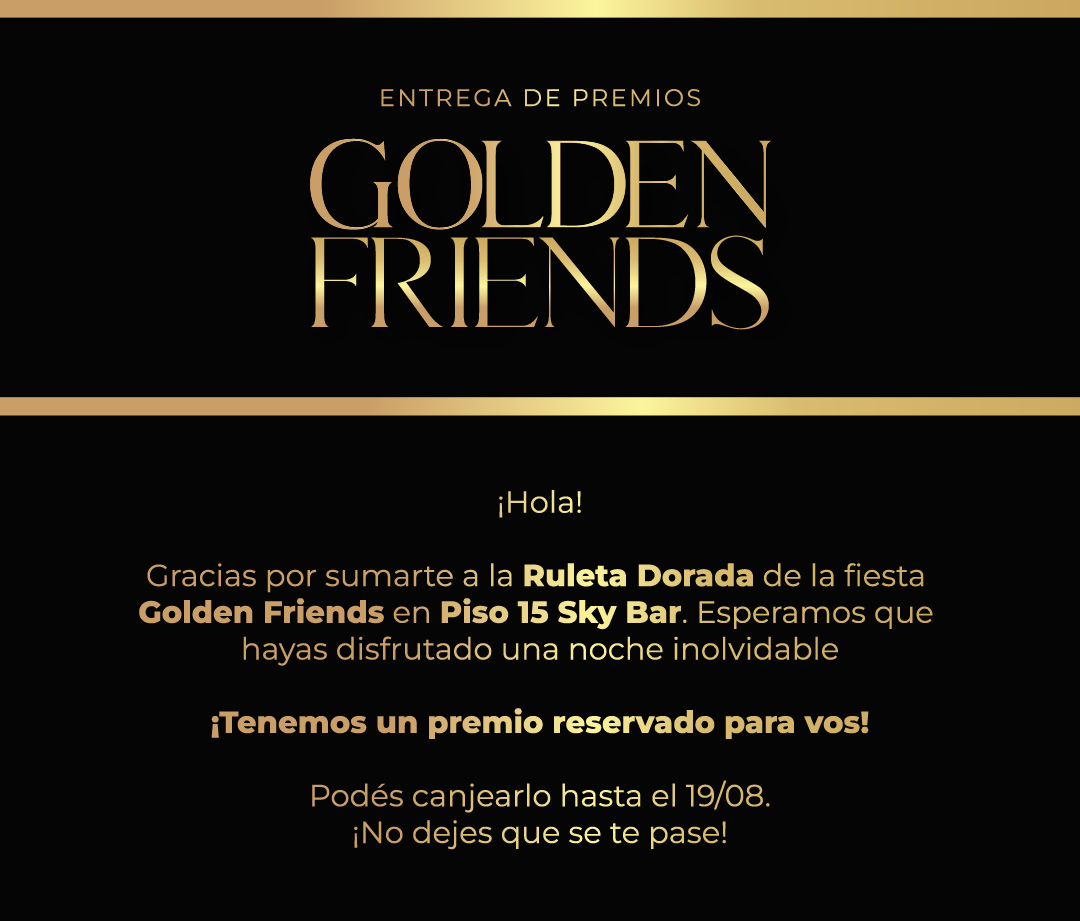 ENTREGA DE PREMIOS
GOLDEN
FRIENDS
¡Hola!
Gracias por sumarte a la Ruleta Dorada de la fiesta
Golden Friends en Piso 15 Sky Bar. Esperamos que
hayas disfrutado una noche inolvidable
¡Tenemos un premio reservado para vos!
Podés canjearlo hasta el 19/08.
¡No dejes que se te pase!